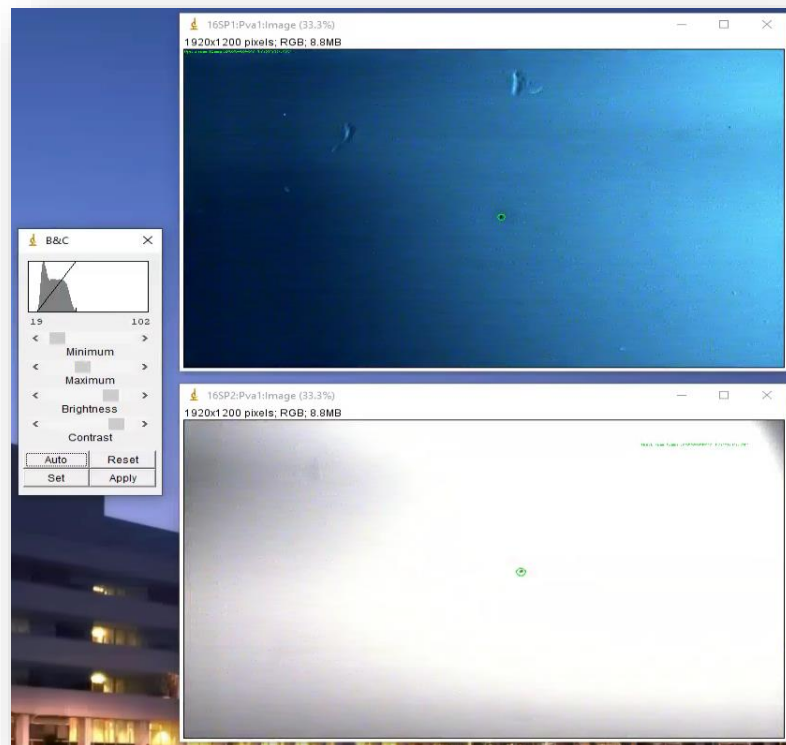 16SP1:Pva1:Image (33.3%)
1920x1200 pixels; RGB; 8.8MB
B&C
19 102
Minimum
Maximum
Brightness
Contrast
Auto Reset
Set Apply
16SP2:Pva1:Image (33.3%)
1920x1200 pixels; RGB; 8.8MB